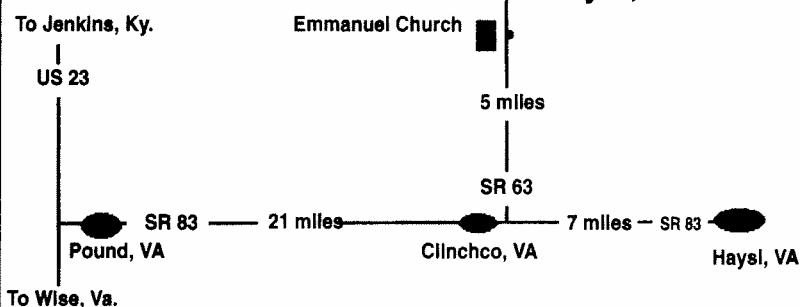 To Jenkins, Ky.
Emmanuel Church
US 23
5 miles
SR 63
SR 83
21 miles
7 miles
SR 83
Pound, VA
Clinchco, VA
Haysi, VA
To Wise, Va.